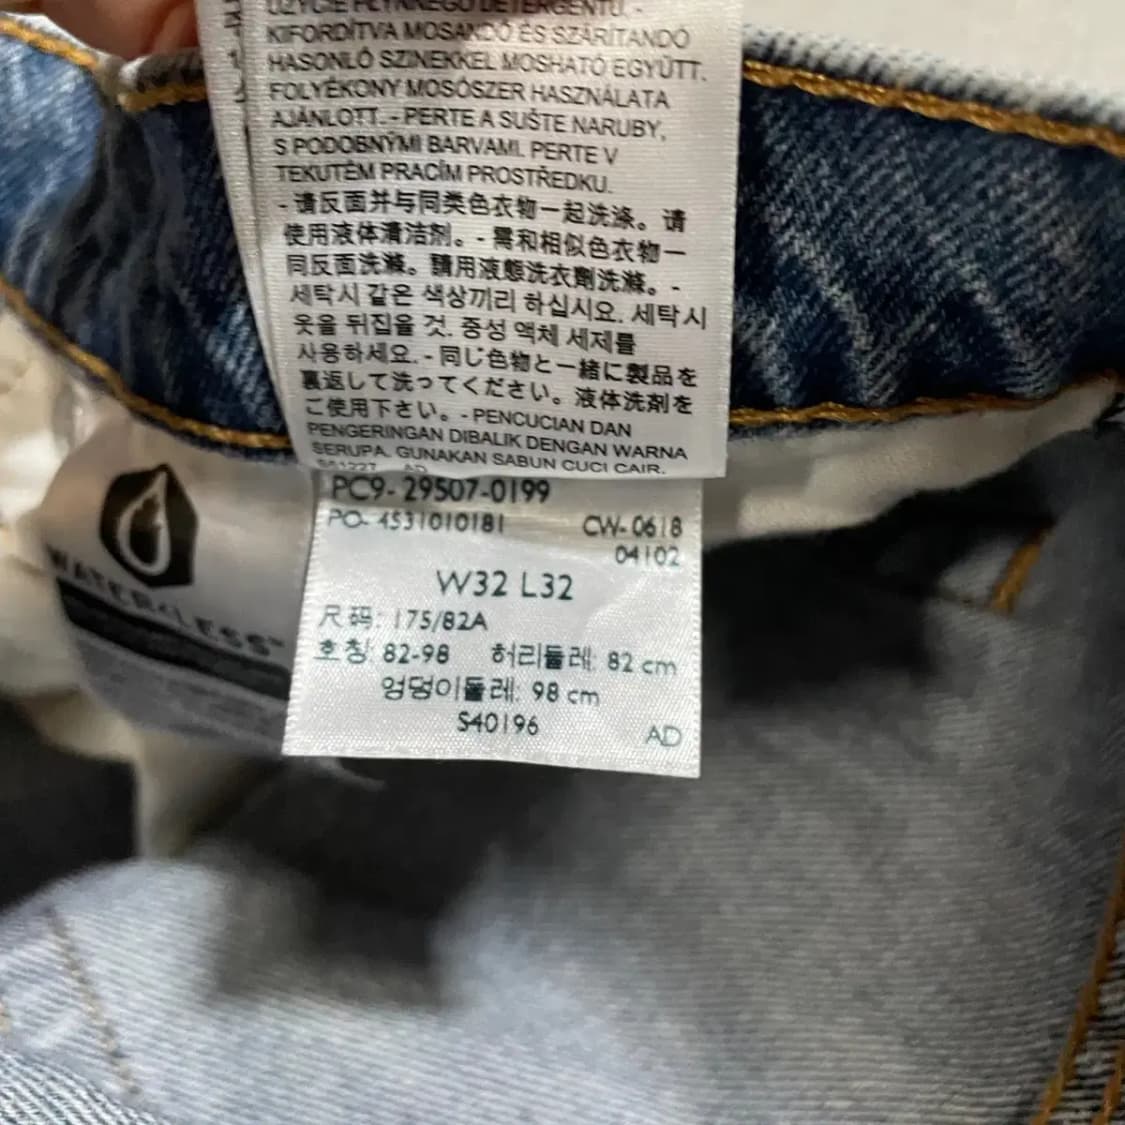 UŻYCIE PŁYNNEGO DETERGENTU. -
KIFORDÍTVA MOSANDÓ ÉS SZÁRÍTANDÓ
HASONLÓ SZINEKKEL MOSHATÓ EGYÜTT.
FOLYÉKONY MOSÓSZER HASZNÁLATA
AJÁNLOTT. - PERTE A SUŠTE NARUBY,
S PODOBNÝMI BARVAMI. PERTE V
TEKUTÉM PRACÍM PROSTŘEDKU.
- 请反面并与同类色衣物一起洗涤。请
使用液体清洁剂。- 需和相似色衣物一
同反面洗滌。請用液態洗衣劑洗滌。-
세탁시 같은 색상끼리 하십시요. 세탁시
옷을 뒤집을 것. 중성 액체 세제를
사용하세요. - 同じ色物と一緒に製品を
裏返して洗ってください。液体洗剤を
ご使用下さい。- PENCUCIAN DAN
PENGERINGAN DIBALIK DENGAN WARNA
SERUPA. GUNAKAN SABUN CUCI CAIR.
AD
PC9- 29507-0199
PO- 4531010181 CW- 0618
04102
W32 L32
尺码: 175/82A
호칭: 82-98 허리둘레: 82 cm
엉덩이둘레: 98 cm
S40196
AD
WATER<LESS™